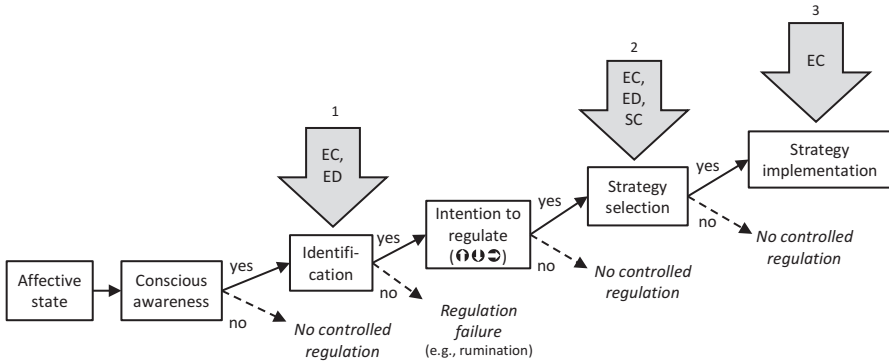 3
2
EC
EC,
ED,
SC
1
EC,
ED
yes
Strategy
implementation
yes
Strategy
selection
no
No controlled
regulation
yes
Intention to
regulate
(⮉⮋⮊)
no
No controlled
regulation
yes
Identifi-
cation
no
Regulation
failure
(e.g., rumination)
Affective
state
Conscious
awareness
no
No controlled
regulation